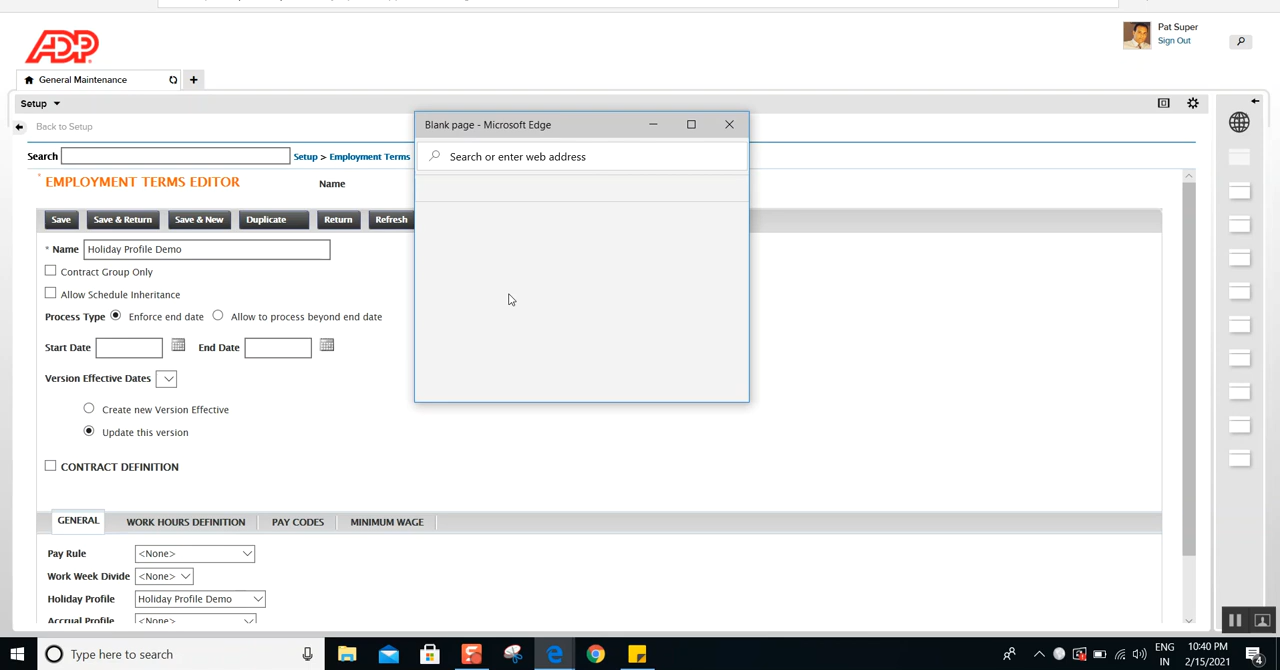 Pat Super
Sign Out
ADP
General Maintenance
+
Setup
Back to Setup
Blank page - Microsoft Edge
Search or enter web address
Search
Setup > Employment Terms
* EMPLOYMENT TERMS EDITOR
Name
Save
Save & Return
Save & New
Duplicate
Return
Refresh
* Name Holiday Profile Demo
Contract Group Only
Allow Schedule Inheritance
Process Type Enforce end date Allow to process beyond end date
Start Date End Date
Version Effective Dates
Create new Version Effective
Update this version
CONTRACT DEFINITION
GENERAL WORK HOURS DEFINITION PAY CODES MINIMUM WAGE
Pay Rule <None>
Work Week Divide <None>
Holiday Profile Holiday Profile Demo
Accrual Profile <None>
Type here to search
ENG
IN
10:40 PM
2/15/2021
4